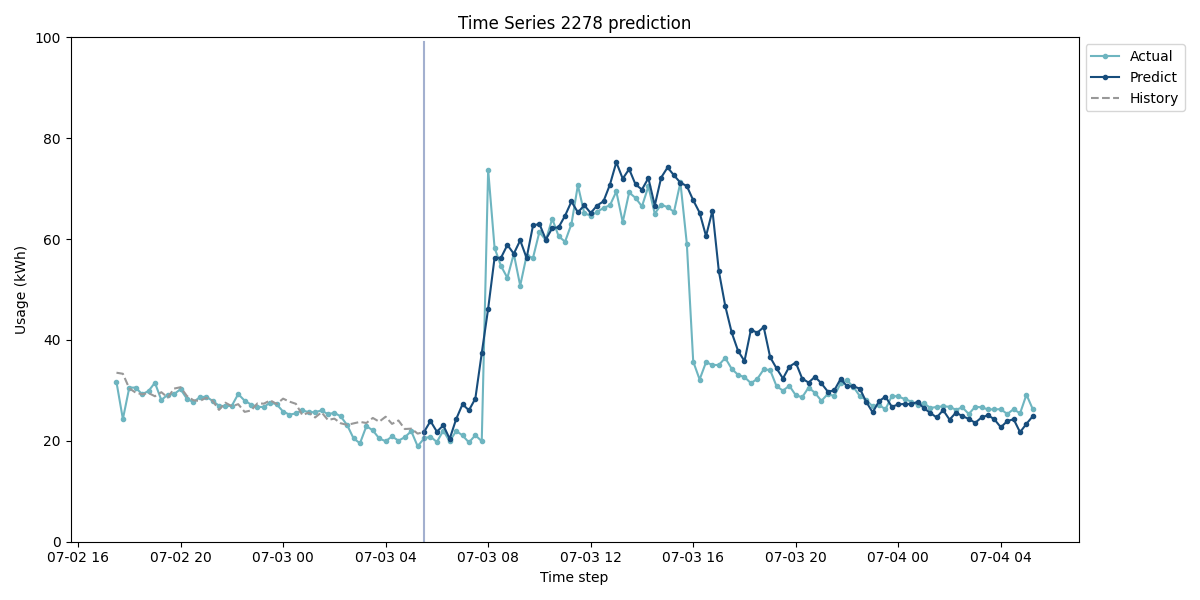 Time Series 2278 prediction
100
80
60
40
20
0
Usage (kWh)
07-02 16
07-02 20
07-03 00
07-03 04
07-03 08
07-03 12
07-03 16
07-03 20
07-04 00
07-04 04
Time step
Actual
Predict
History